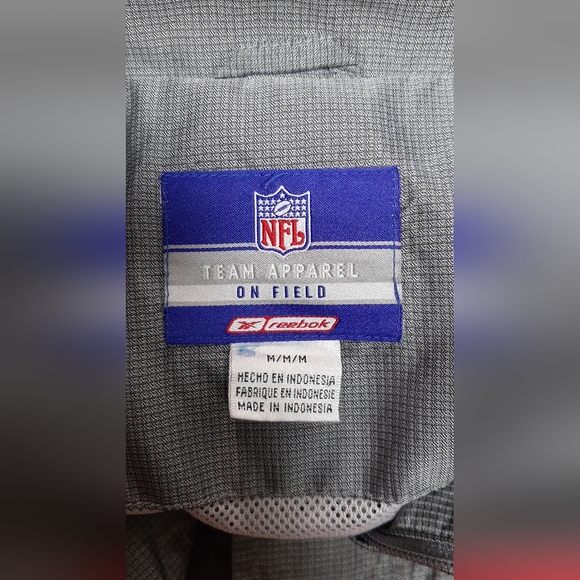 NFL
TEAM APPAREL
ON FIELD
reebok
M/M/M
HECHO EN INDONESIA
FABRIQUE EN INDONESIE
MADE IN INDONESIA